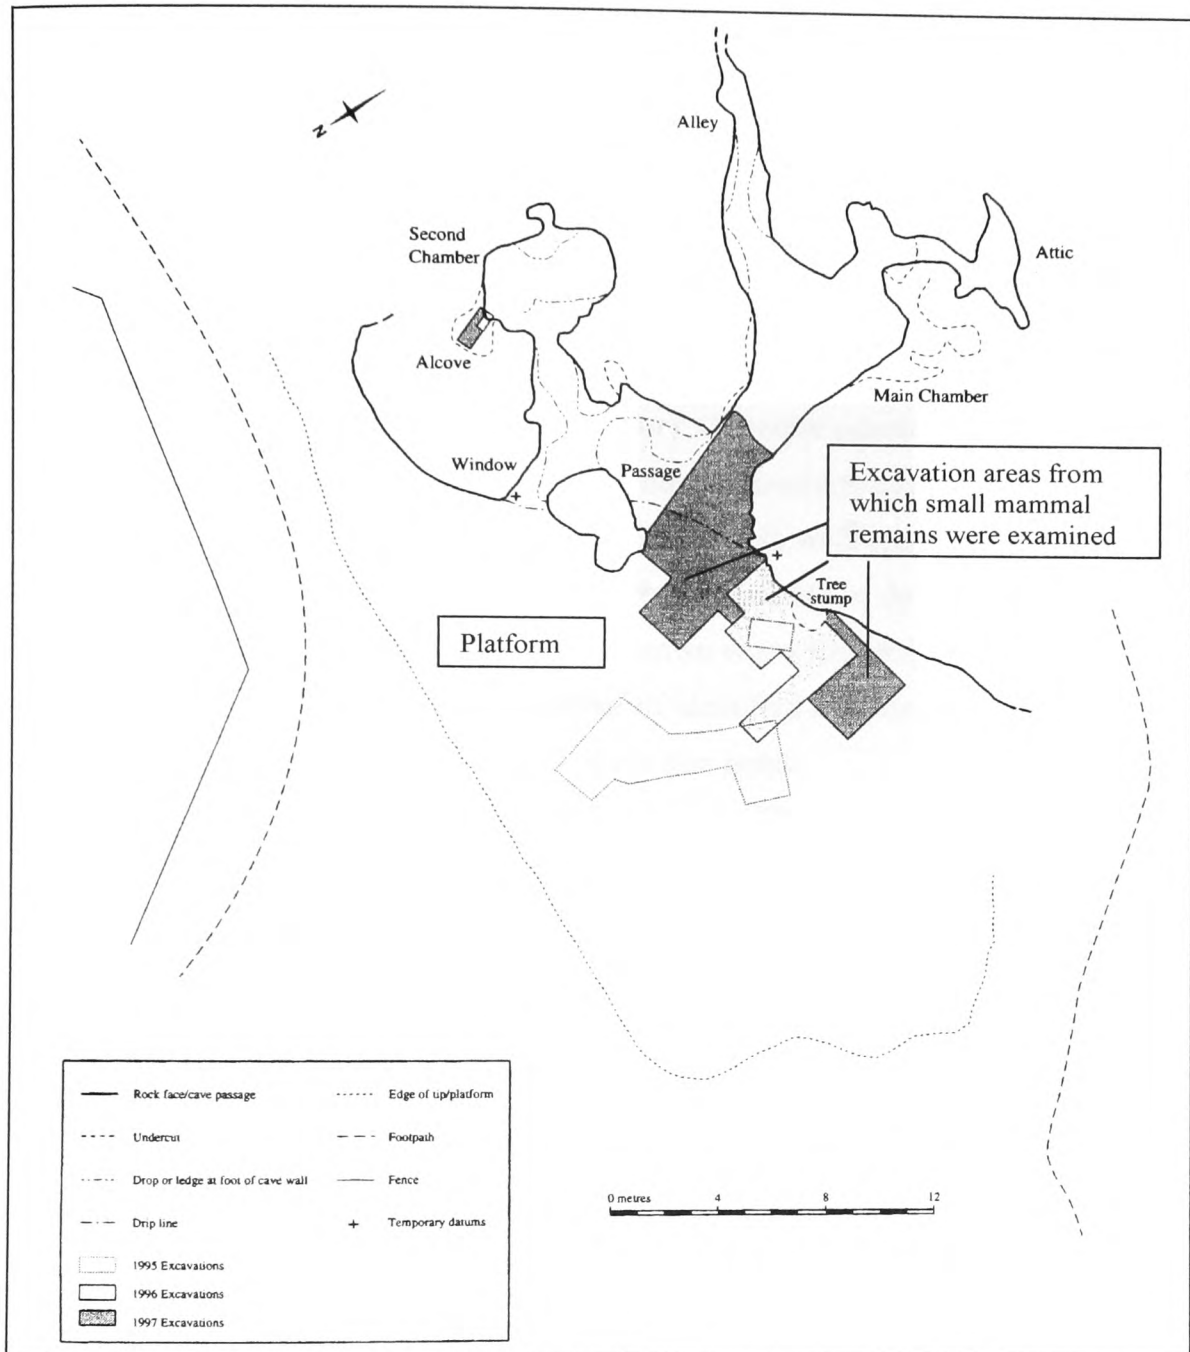 N
Alley
Second
Chamber
Attic
Alcove
Main Chamber
Window
Passage
Excavation areas from
which small mammal
remains were examined
Tree
stump
Platform
Rock face/cave passage
Edge of tip/platform
Undercut
Footpath
Drop or ledge at foot of cave wall
Fence
Drip line
Temporary datums
1995 Excavations
1996 Excavations
1997 Excavations
0 metres 4 8 12